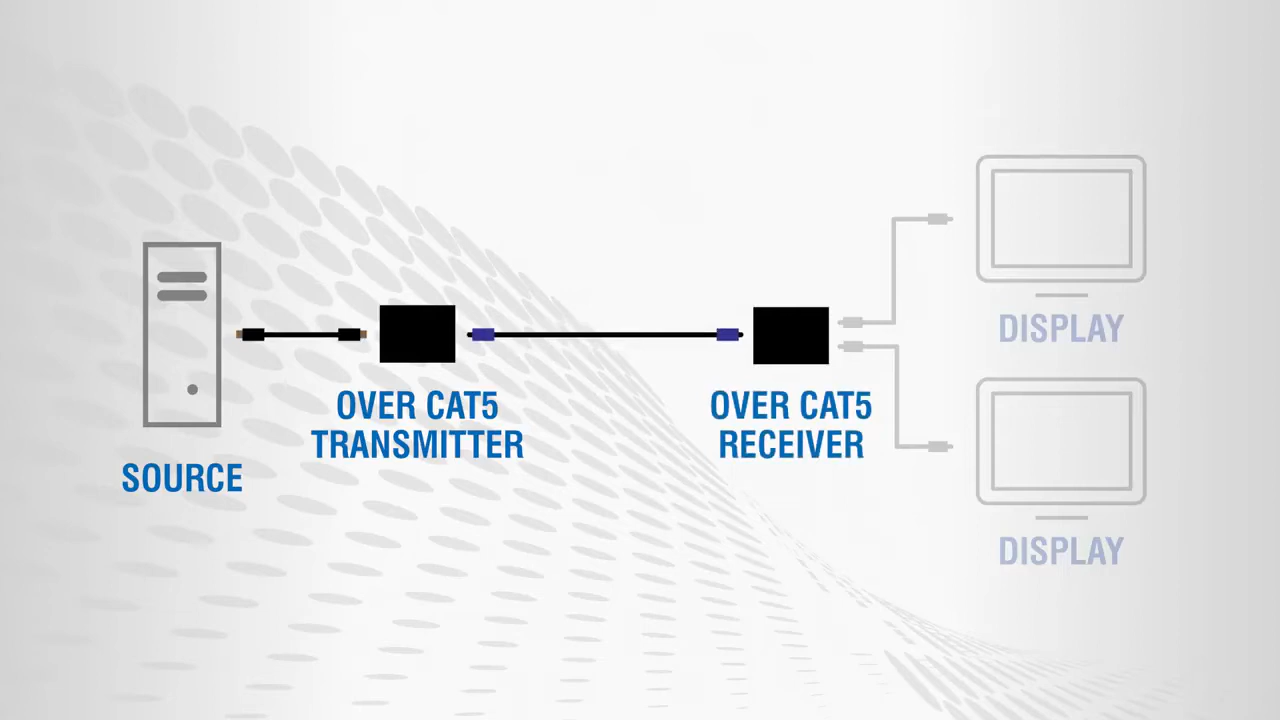 SOURCE
OVER CAT5
TRANSMITTER
OVER CAT5
RECEIVER
DISPLAY
DISPLAY